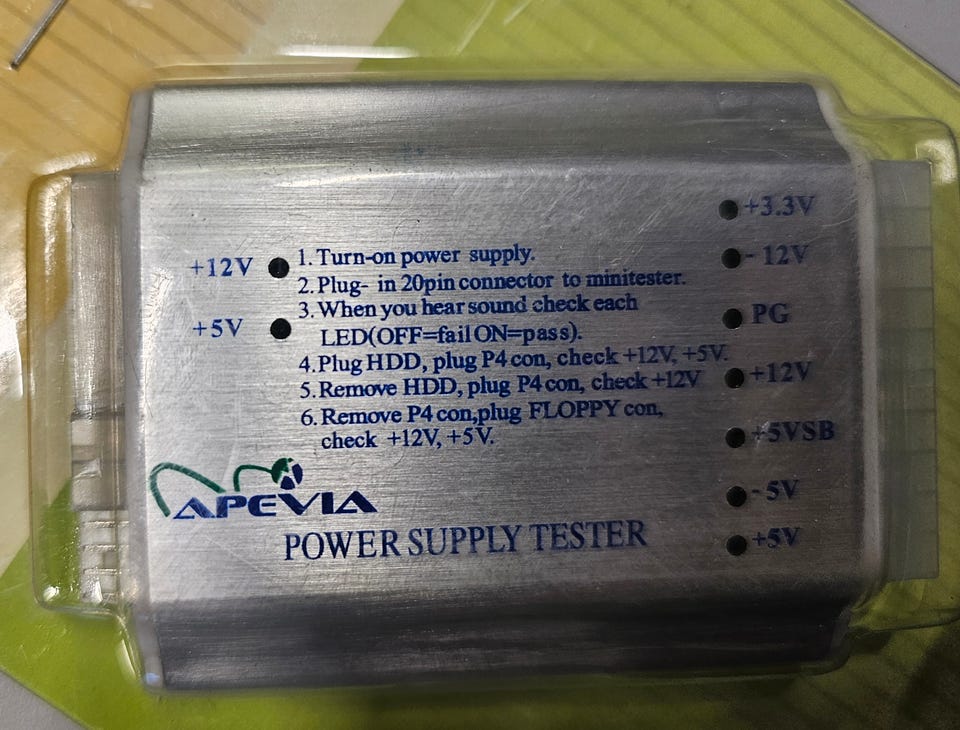 +12V
+5V
1. Turn-on power supply.
2. Plug- in 20pin connector to minitester.
3. When you hear sound check each
LED(OFF=fail ON=pass).
4. Plug HDD, plug P4 con, check +12V, +5V.
5. Remove HDD, plug P4 con, check +12V
6. Remove P4 con,plug FLOPPY con,
check +12V, +5V.
+3.3V
- 12V
PG
+12V
+5VSB
- 5V
+5V
APEVIA
POWER SUPPLY TESTER